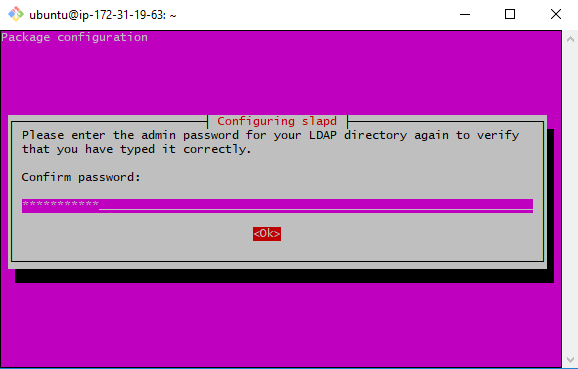 ubuntu@ip-172-31-19-63: ~
Package configuration
Configuring slapd
Please enter the admin password for your LDAP directory again to verify
that you have typed it correctly.
Confirm password:
***********
<Ok>